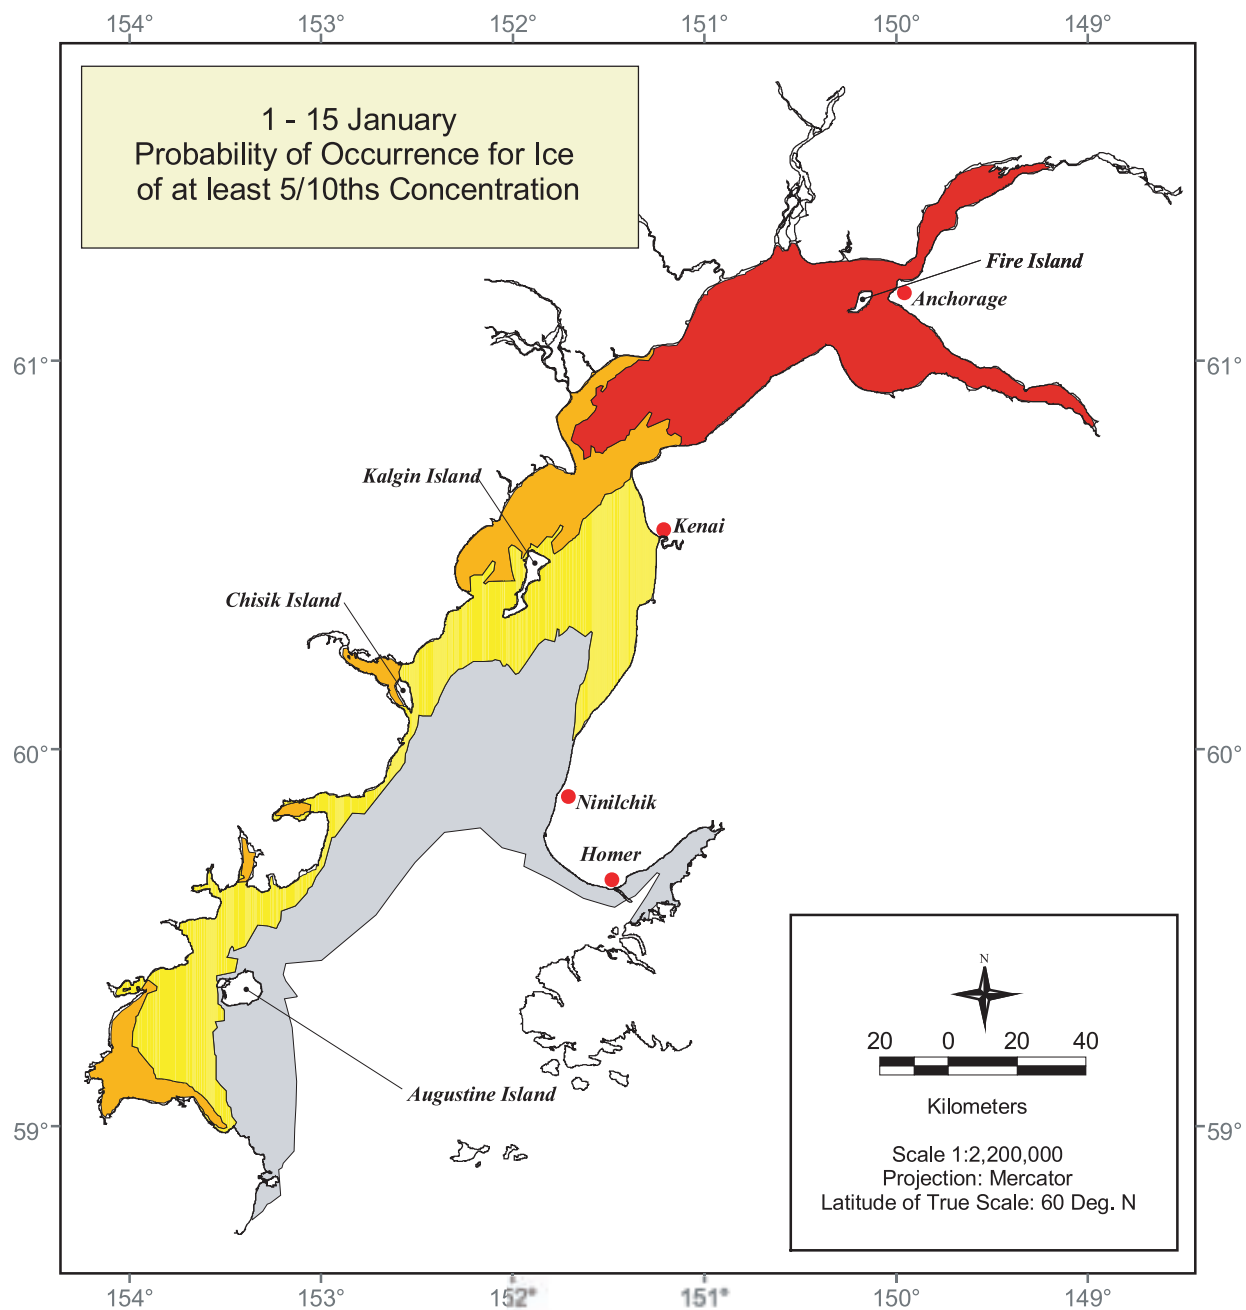 154° 153° 152° 151° 150° 149°
1 - 15 January
Probability of Occurrence for Ice
of at least 5/10ths Concentration
Fire Island
Anchorage
61° 61°
Kalgin Island
Kenai
Chisik Island
60° 60°
Ninilchik
Homer
N
20 0 20 40
Kilometers
Augustine Island
59° 59°
Scale 1:2,200,000
Projection: Mercator
Latitude of True Scale: 60 Deg. N
154° 153° 152° 151° 150° 149°